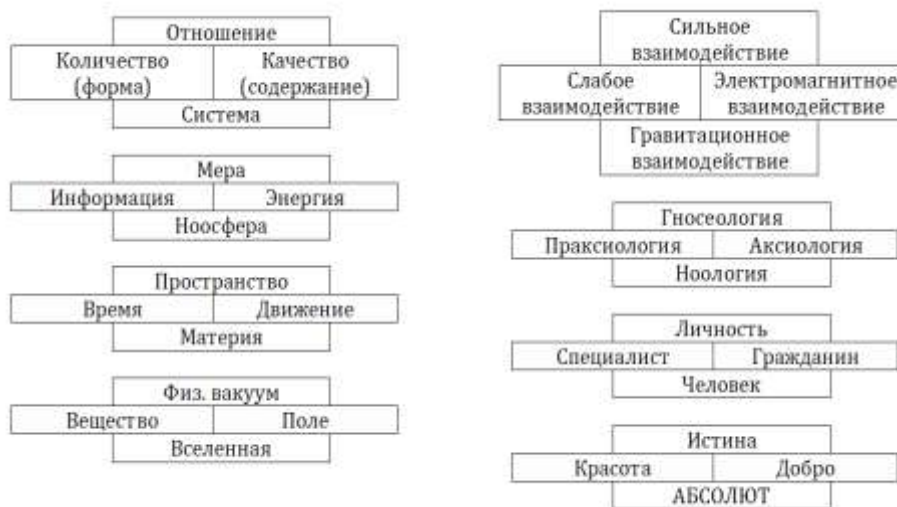 Отношение
Количество Качество
(форма) (содержание)
Система
Мера
Информация Энергия
Ноосфера
Пространство
Время Движение
Материя
Физ. вакуум
Вещество Поле
Вселенная
Сильное
взаимодействие
Слабое Электромагнитное
взаимодействие взаимодействие
Гравитационное
взаимодействие
Гносеология
Праксиология Аксиология
Ноология
Личность
Специалист Гражданин
Человек
Истина
Красота Добро
АБСОЛЮТ